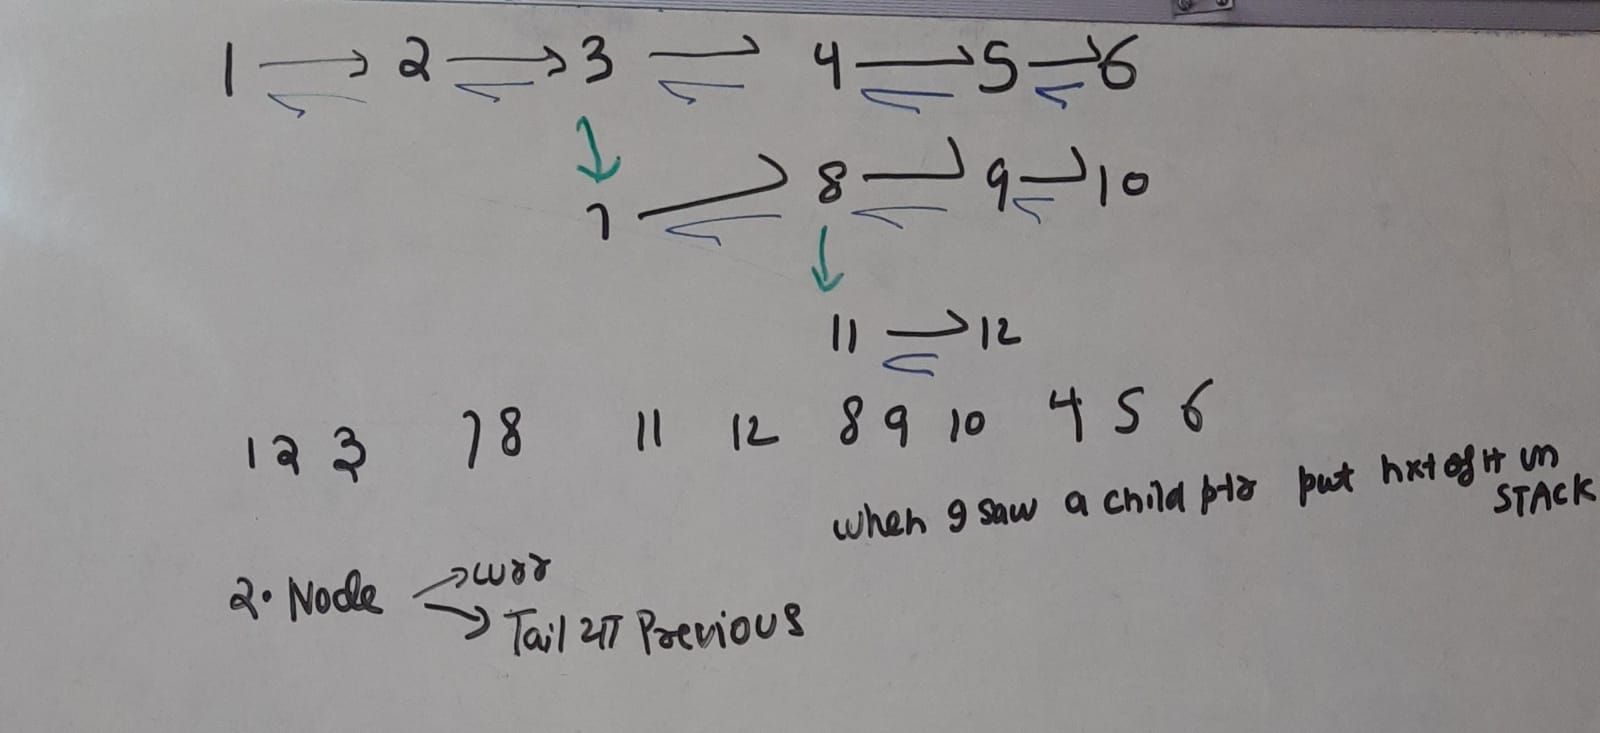 1 → 2 → 3 → 4 → 5 → 6
7 → 8 → 9 → 10
11 → 12
1 2 3 7 8 11 12 8 9 10 4 5 6
when I saw a child ptr put nxt of it in
STACK
2. Node → curr
→ Tail या Previous